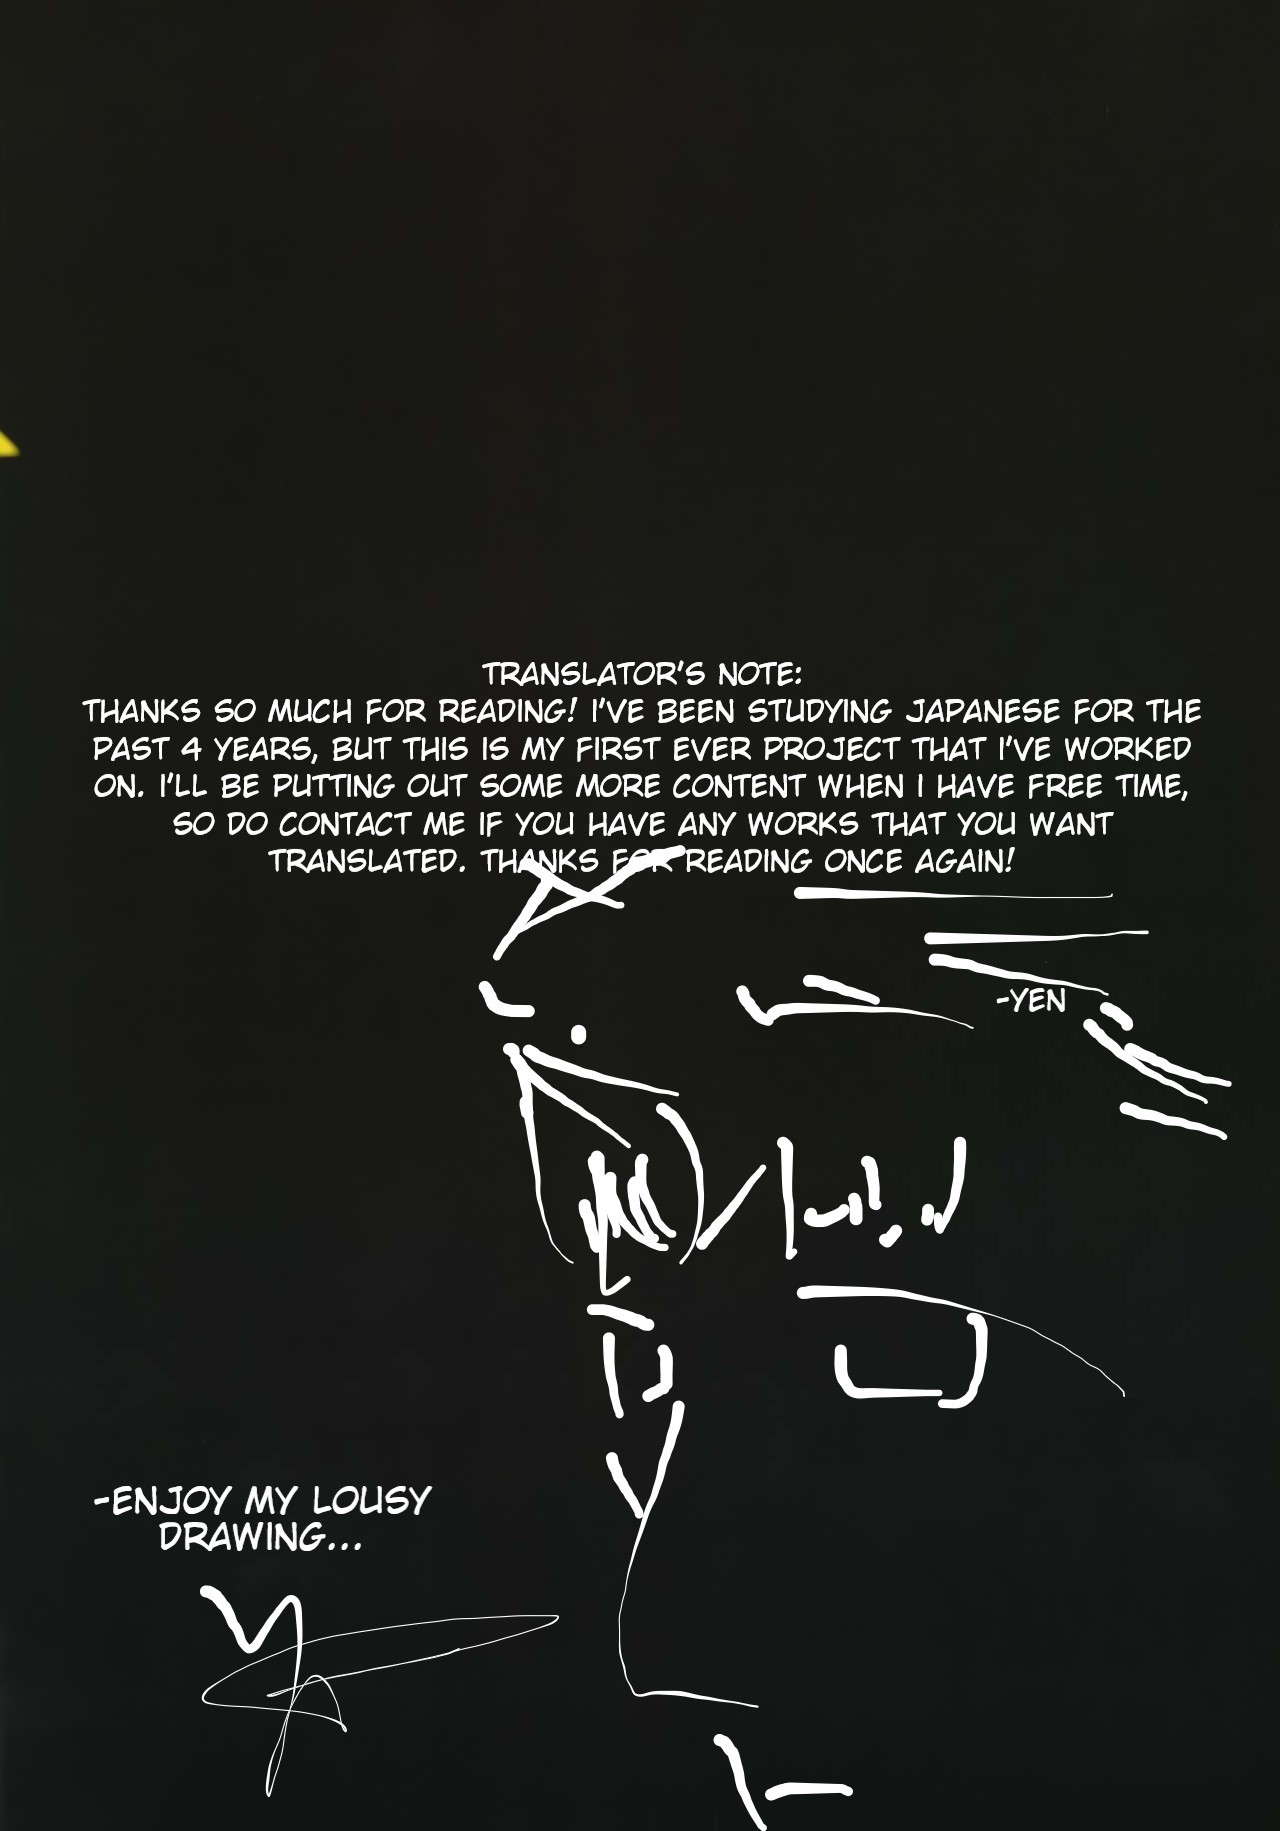 TRANSLATOR'S NOTE:
THANKS SO MUCH FOR READING! I'VE BEEN STUDYING JAPANESE FOR THE
PAST 4 YEARS, BUT THIS IS MY FIRST EVER PROJECT THAT I'VE WORKED
ON. I'LL BE PUTTING OUT SOME MORE CONTENT WHEN I HAVE FREE TIME,
SO DO CONTACT ME IF YOU HAVE ANY WORKS THAT YOU WANT
TRANSLATED. THANKS FOR READING ONCE AGAIN!
-YEN
-ENJOY MY LOUSY
DRAWING...